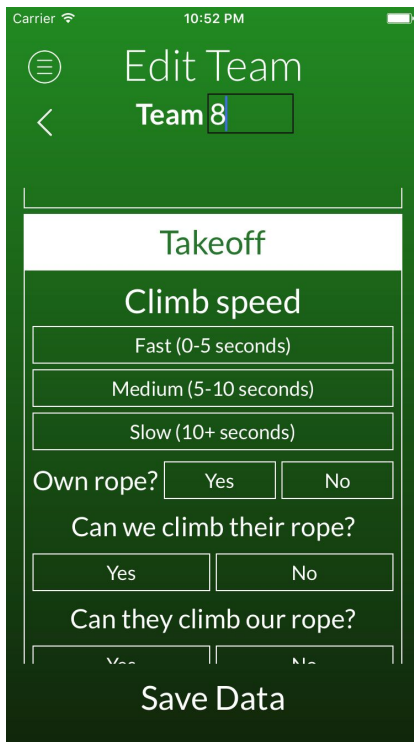 Carrier 10:52 PM
Edit Team
Team 8
Takeoff
Climb speed
Fast (0-5 seconds)
Medium (5-10 seconds)
Slow (10+ seconds)
Own rope? Yes No
Can we climb their rope?
Yes No
Can they climb our rope?
Yes No
Save Data